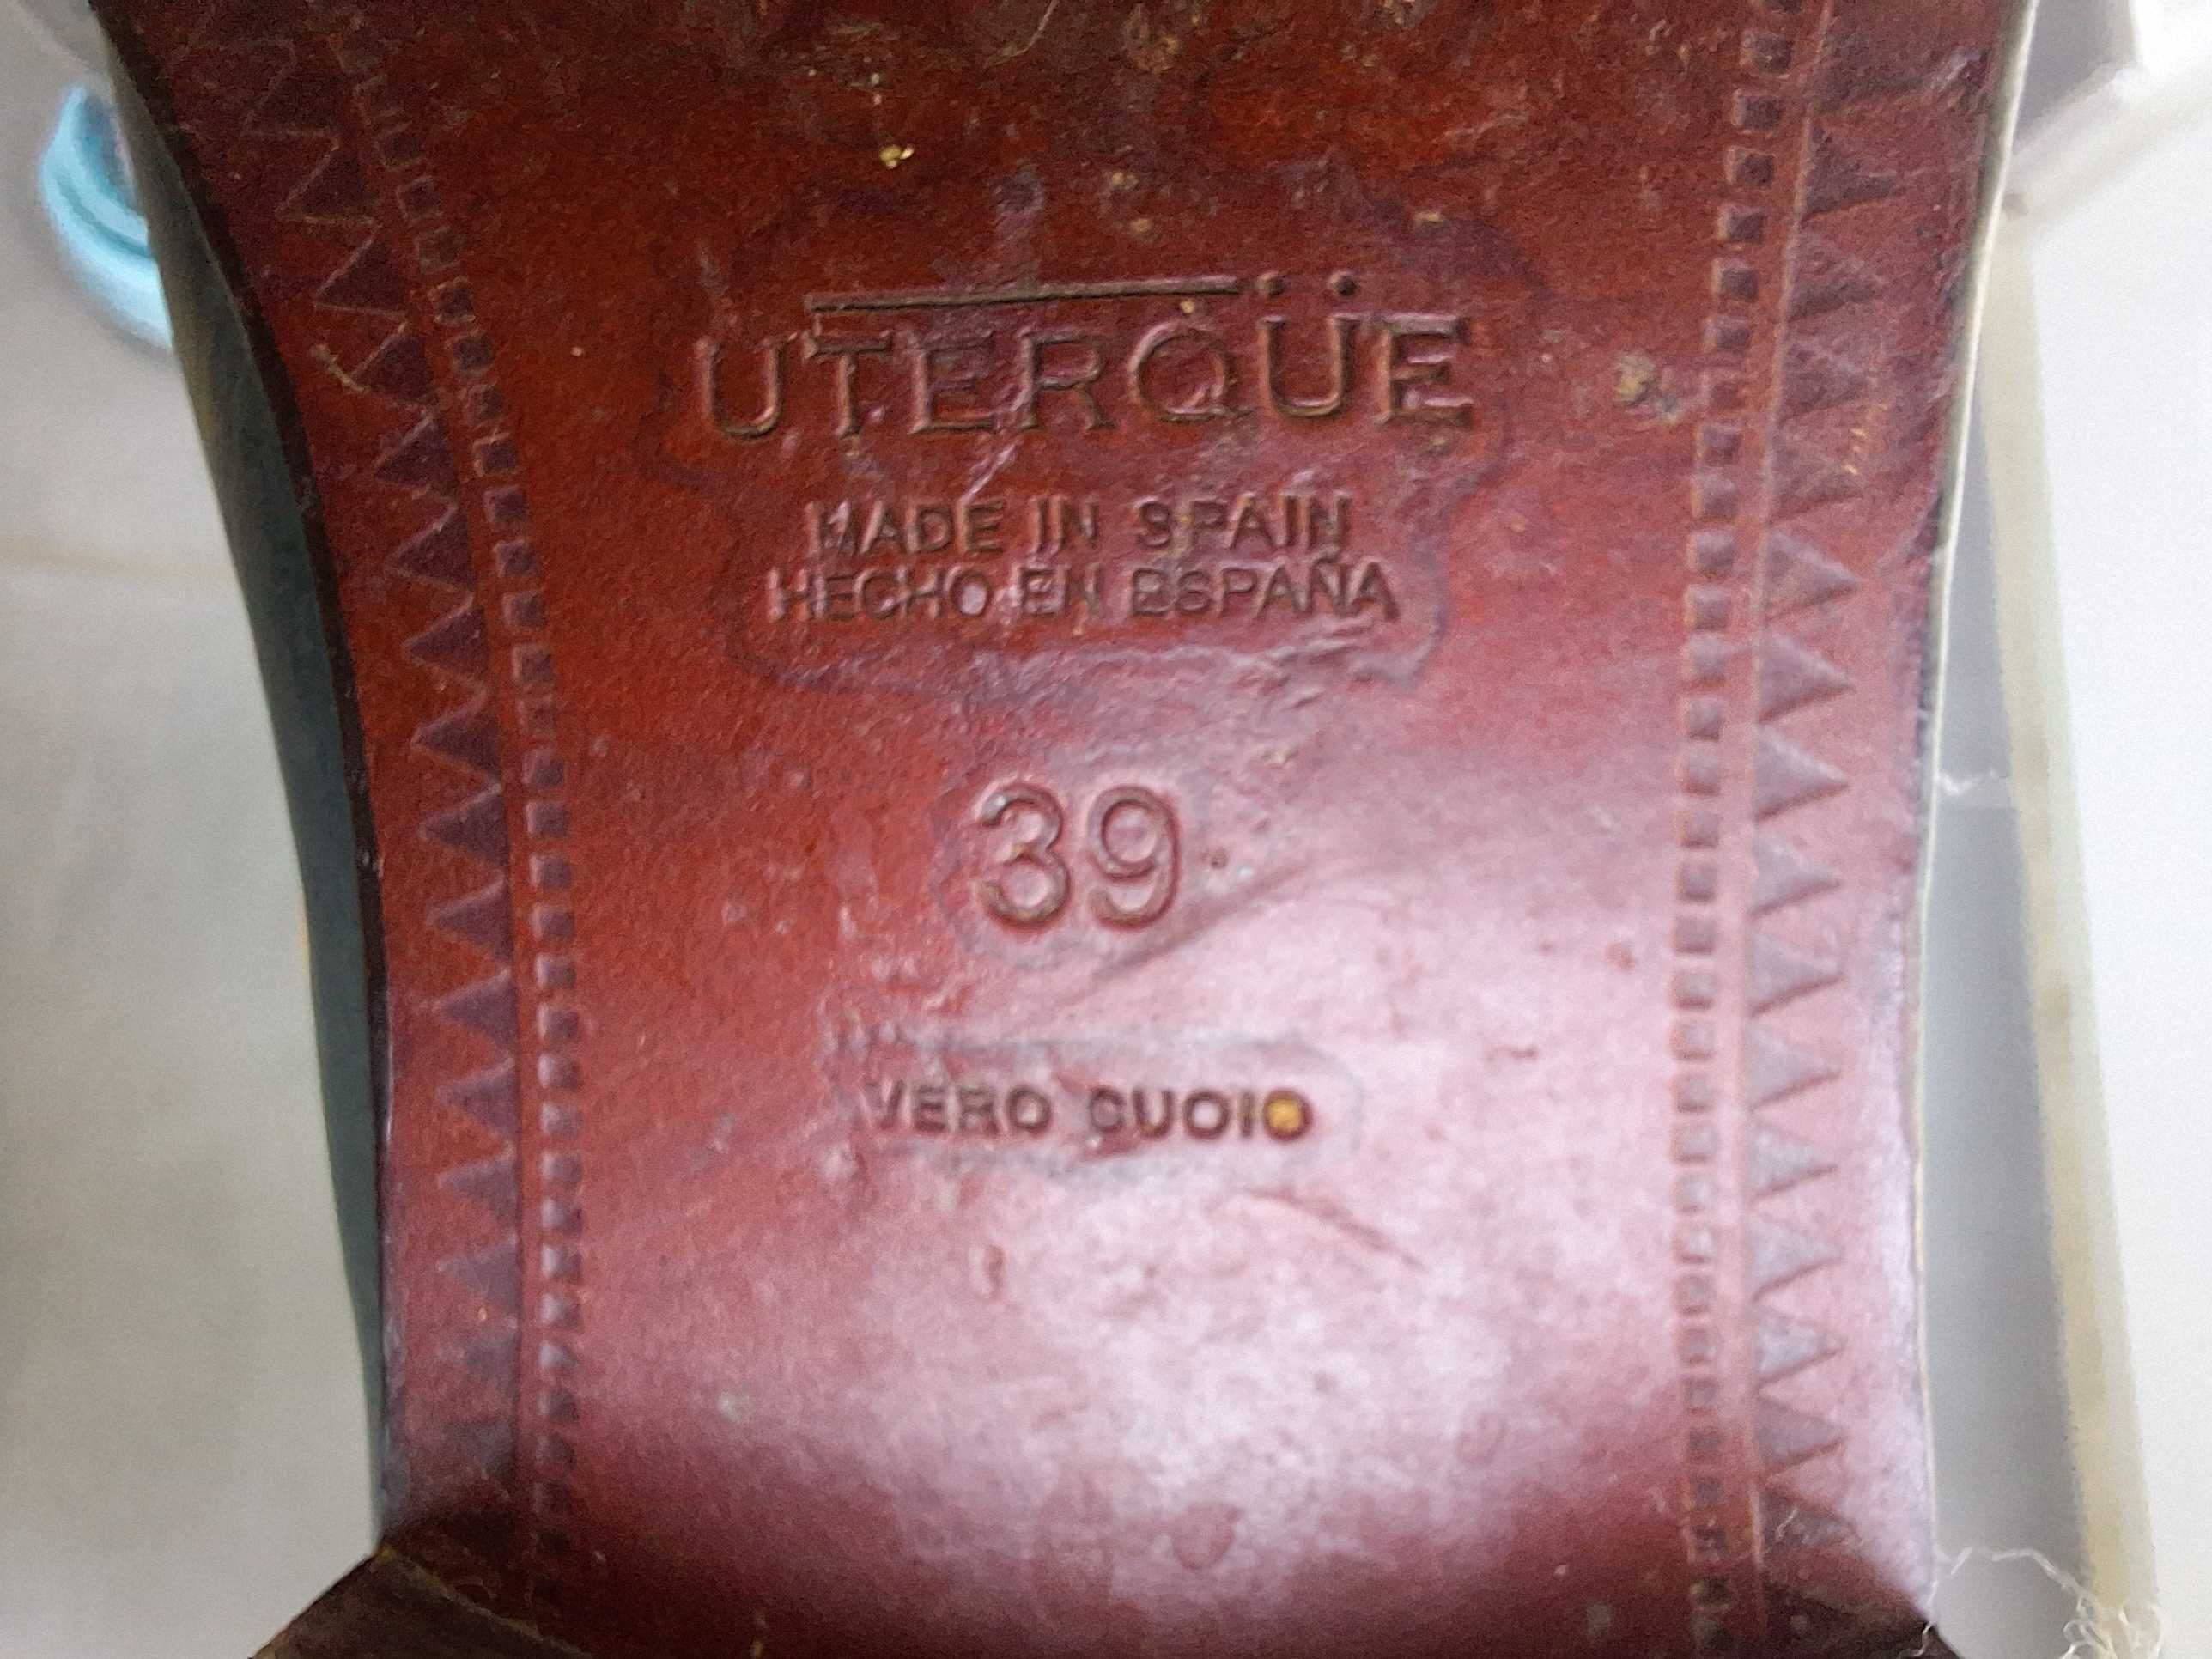 UTERQÜE
MADE IN SPAIN
HECHO EN ESPAÑA
39
VERO CUOIO